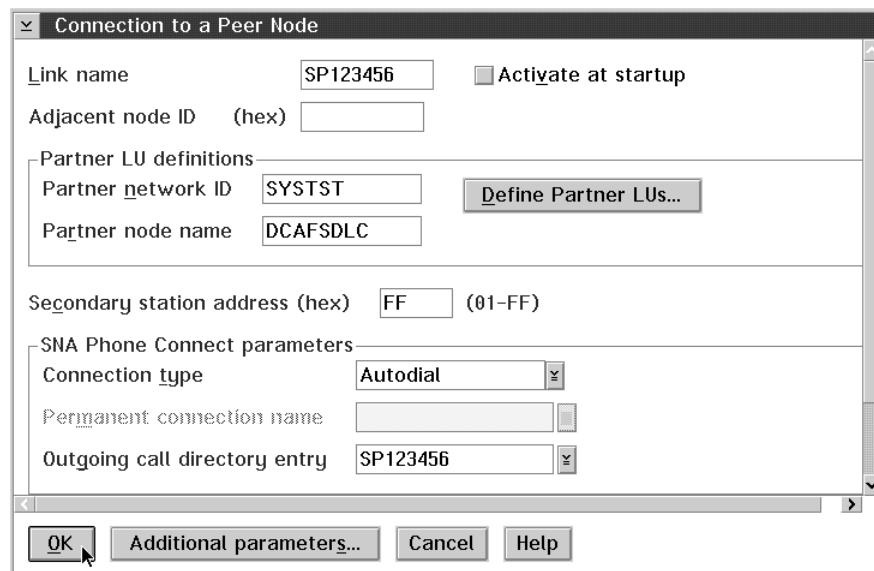 Connection to a Peer Node
Link name SP123456 Activate at startup
Adjacent node ID (hex)
Partner LU definitions
Partner network ID SYSTST Define Partner LUs...
Partner node name DCAFSDLC
Secondary station address (hex) FF (01-FF)
SNA Phone Connect parameters
Connection type Autodial
Permanent connection name
Outgoing call directory entry SP123456
OK Additional parameters... Cancel Help